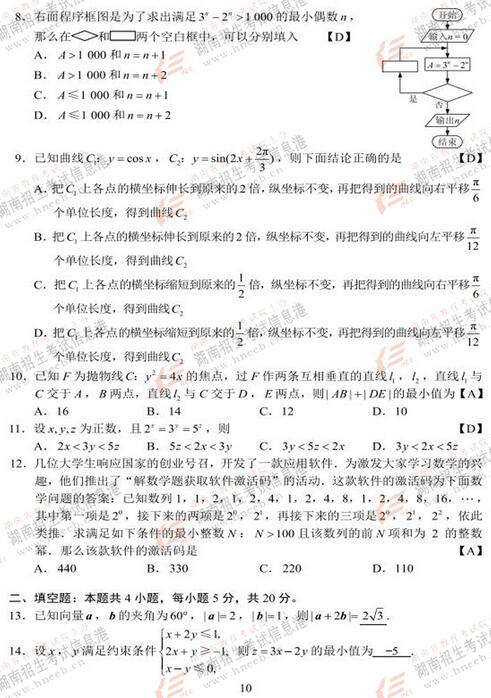 8．右面程序框图是为了求出满足3ⁿ－2ⁿ>1 000 的最小偶数 n，
那么在◇和▭两个空白框中，可以分别填入 【D】
A．A>1 000 和 n＝n＋1
B．A>1 000 和 n＝n＋2
C．A≤1 000 和 n＝n＋1
D．A≤1 000 和 n＝n＋2
开始
输入n＝0
A＝3ⁿ－2ⁿ
是
否
输出n
结束
9．已知曲线C₁：y＝cos x，C₂：y＝sin(2x＋2π/3)，则下面结论正确的是 【D】
A．把C₁上各点的横坐标伸长到原来的2倍，纵坐标不变，再把得到的曲线向右平移π/6
个单位长度，得到曲线C₂
B．把C₁上各点的横坐标伸长到原来的2倍，纵坐标不变，再把得到的曲线向左平移π/12
个单位长度，得到曲线C₂
C．把C₁上各点的横坐标缩短到原来的1/2倍，纵坐标不变，再把得到的曲线向右平移π/6
个单位长度，得到曲线C₂
D．把C₁上各点的横坐标缩短到原来的1/2倍，纵坐标不变，再把得到的曲线向左平移π/12
个单位长度，得到曲线C₂
10．已知F为抛物线C：y²＝4x的焦点，过F作两条互相垂直的直线l₁，l₂，直线l₁与
C交于A，B两点，直线l₂与C交于D，E两点，则|AB|＋|DE|的最小值为【A】
A．16 B．14 C．12 D．10
11．设x,y,z为正数，且2ˣ＝3ʸ＝5ᶻ，则 【D】
A．2x<3y<5z B．5z<2x<3y C．3y<5z<2x D．3y<2x<5z
12．几位大学生响应国家的创业号召，开发了一款应用软件．为激发大家学习数学的兴
趣，他们推出了“解数学题获取软件激活码”的活动．这款软件的激活码为下面数
学问题的答案：已知数列1，1，2，1，2，4，1，2，4，8，1，2，4，8，16，…，
其中第一项是2⁰，接下来的两项是2⁰，2¹，再接下来的三项是2⁰，2¹，2²，依此
类推．求满足如下条件的最小整数N：N>100且该数列的前N项和为2的整数
幂．那么该款软件的激活码是 【A】
A．440 B．330 C．220 D．110
二、填空题：本题共4小题，每小题5分，共20分。
13．已知向量a，b的夹角为60°，|a|＝2，|b|＝1，则|a＋2b|＝ 2√3 ．
14．设x，y满足约束条件{x＋2y≤1, 2x＋y≥－1, x－y≤0, 则z＝3x－2y的最小值为 －5 ．
10